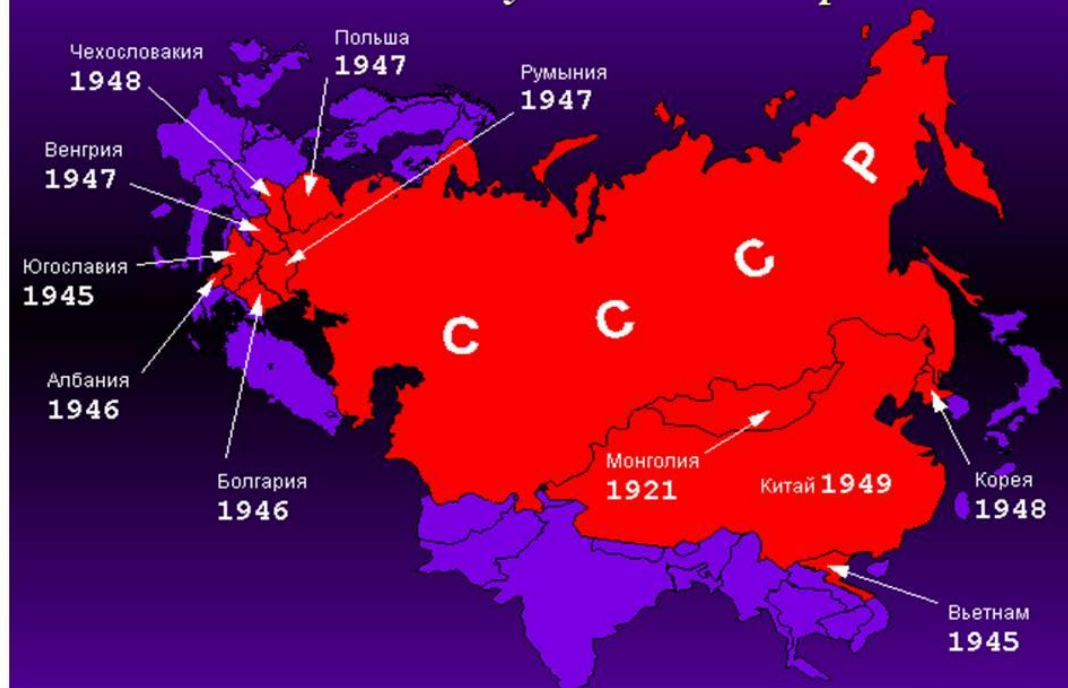 Чехословакия
1948
Польша
1947
Румыния
1947
Венгрия
1947
Югославия
1945
Албания
1946
Болгария
1946
С С С Р
Монголия
1921
Китай 1949
Корея
1948
Вьетнам
1945